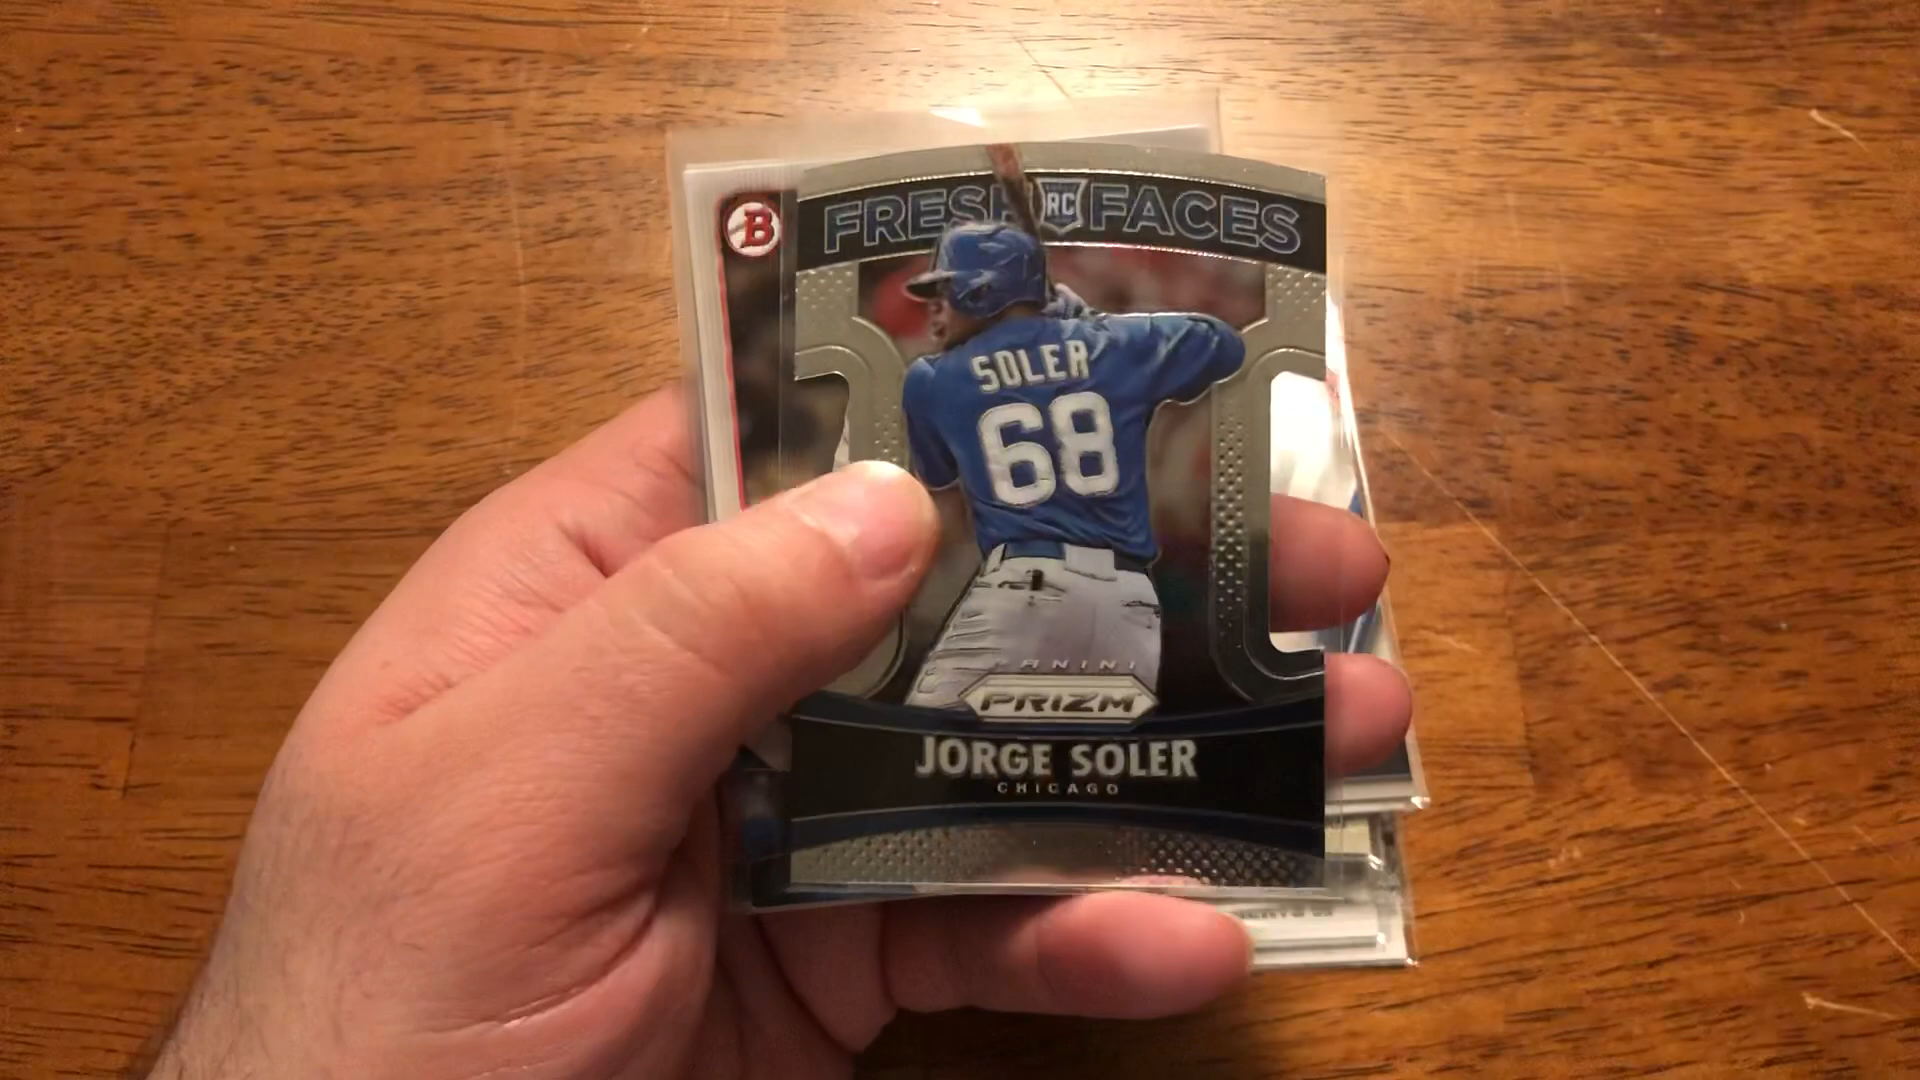 B
FRESH RC FACES
SOLER
68
PANINI
PRIZM
JORGE SOLER
CHICAGO